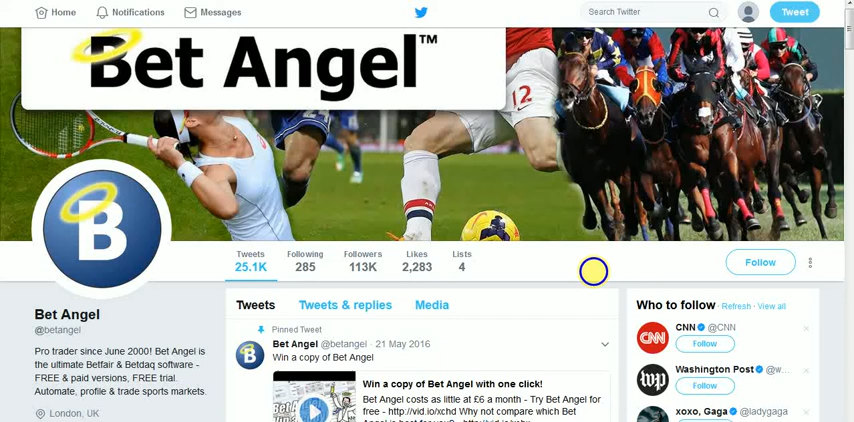 Home
Notifications
Messages
Search Twitter
Tweet
Bet Angel™
12
B
Tweets
25.1K
Following
285
Followers
113K
Likes
2,283
Lists
4
Follow
Bet Angel
@betangel
Pro trader since June 2000! Bet Angel is
the ultimate Betfair & Betdaq software -
FREE & paid versions, FREE trial.
Automate, profile & trade sports markets.
London, UK
Tweets
Tweets & replies
Media
Pinned Tweet
Bet Angel @betangel · 21 May 2016
Win a copy of Bet Angel
Win a copy of Bet Angel with one click!
Bet Angel costs as little at £6 a month - Try Bet Angel for
free - http://vid.io/xchd Why not compare which Bet
Who to follow · Refresh · View all
CNN @CNN
Follow
CNN
Washington Post @w...
Follow
wp
xoxo, Gaga @ladygaga
Follow